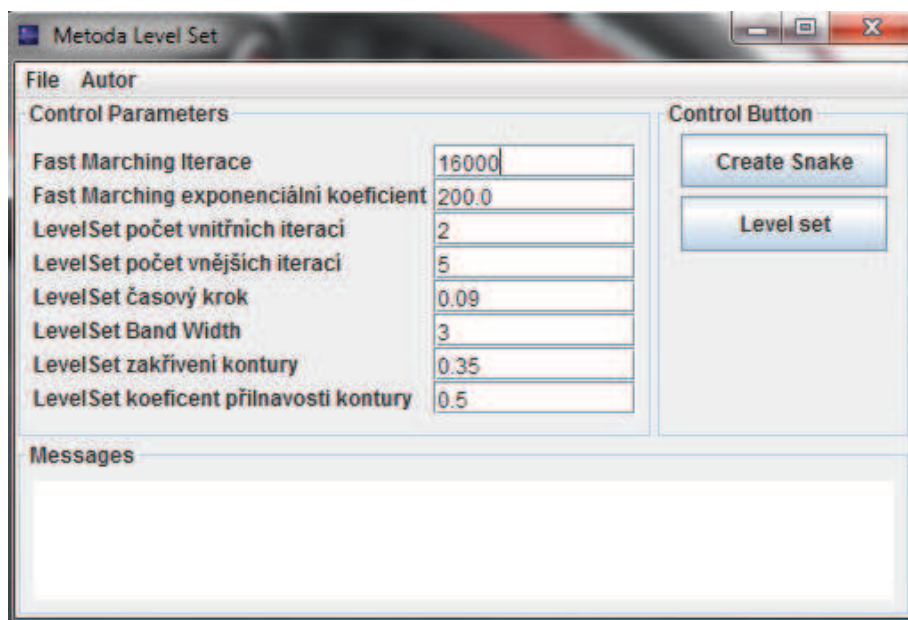 Metoda Level Set
File Autor
Control Parameters
Fast Marching Iterace 16000
Fast Marching exponenciální koeficient 200.0
LevelSet počet vnitřních iterací 2
LevelSet počet vnějších iterací 5
LevelSet časový krok 0.09
LevelSet Band Width 3
LevelSet zakřivení kontury 0.35
LevelSet koeficent přilnavosti kontury 0.5
Control Button
Create Snake
Level set
Messages